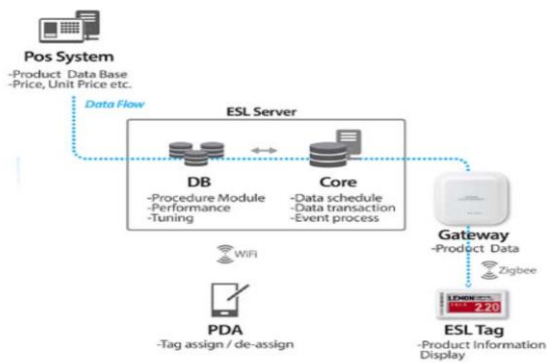 Pos System
-Product Data Base
-Price, Unit Price etc.
Data Flow
ESL Server
DB
-Procedure Module
-Performance
-Tuning
Core
-Data schedule
-Data transaction
-Event process
Gateway
-Product Data
WiFi
Zigbee
PDA
-Tag assign / de-assign
LEMON
2.20
ESL Tag
-Product Information
Display